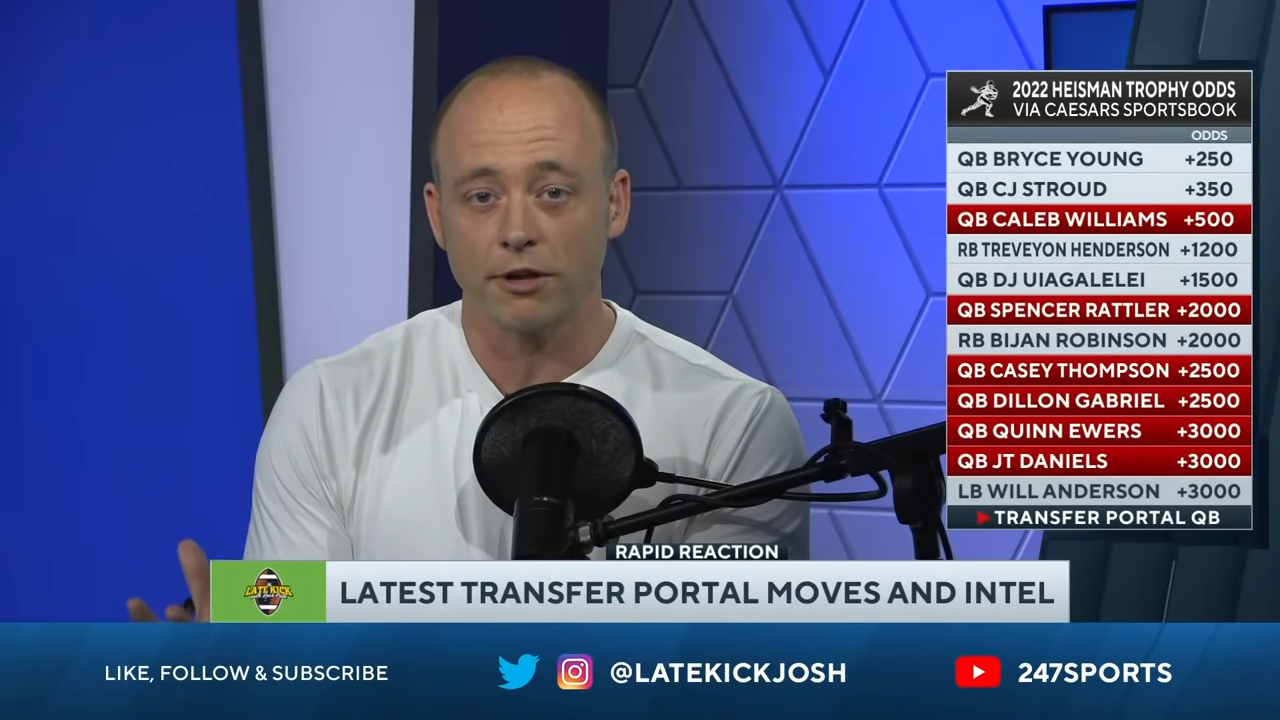 2022 HEISMAN TROPHY ODDS
VIA CAESARS SPORTSBOOK
ODDS
QB BRYCE YOUNG +250
QB CJ STROUD +350
QB CALEB WILLIAMS +500
RB TREVEYON HENDERSON +1200
QB DJ UIAGALELEI +1500
QB SPENCER RATTLER +2000
RB BIJAN ROBINSON +2000
QB CASEY THOMPSON +2500
QB DILLON GABRIEL +2500
QB QUINN EWERS +3000
QB JT DANIELS +3000
LB WILL ANDERSON +3000
TRANSFER PORTAL QB
RAPID REACTION
LATE KICK
LATEST TRANSFER PORTAL MOVES AND INTEL
LIKE, FOLLOW & SUBSCRIBE
@LATEKICKJOSH
247SPORTS